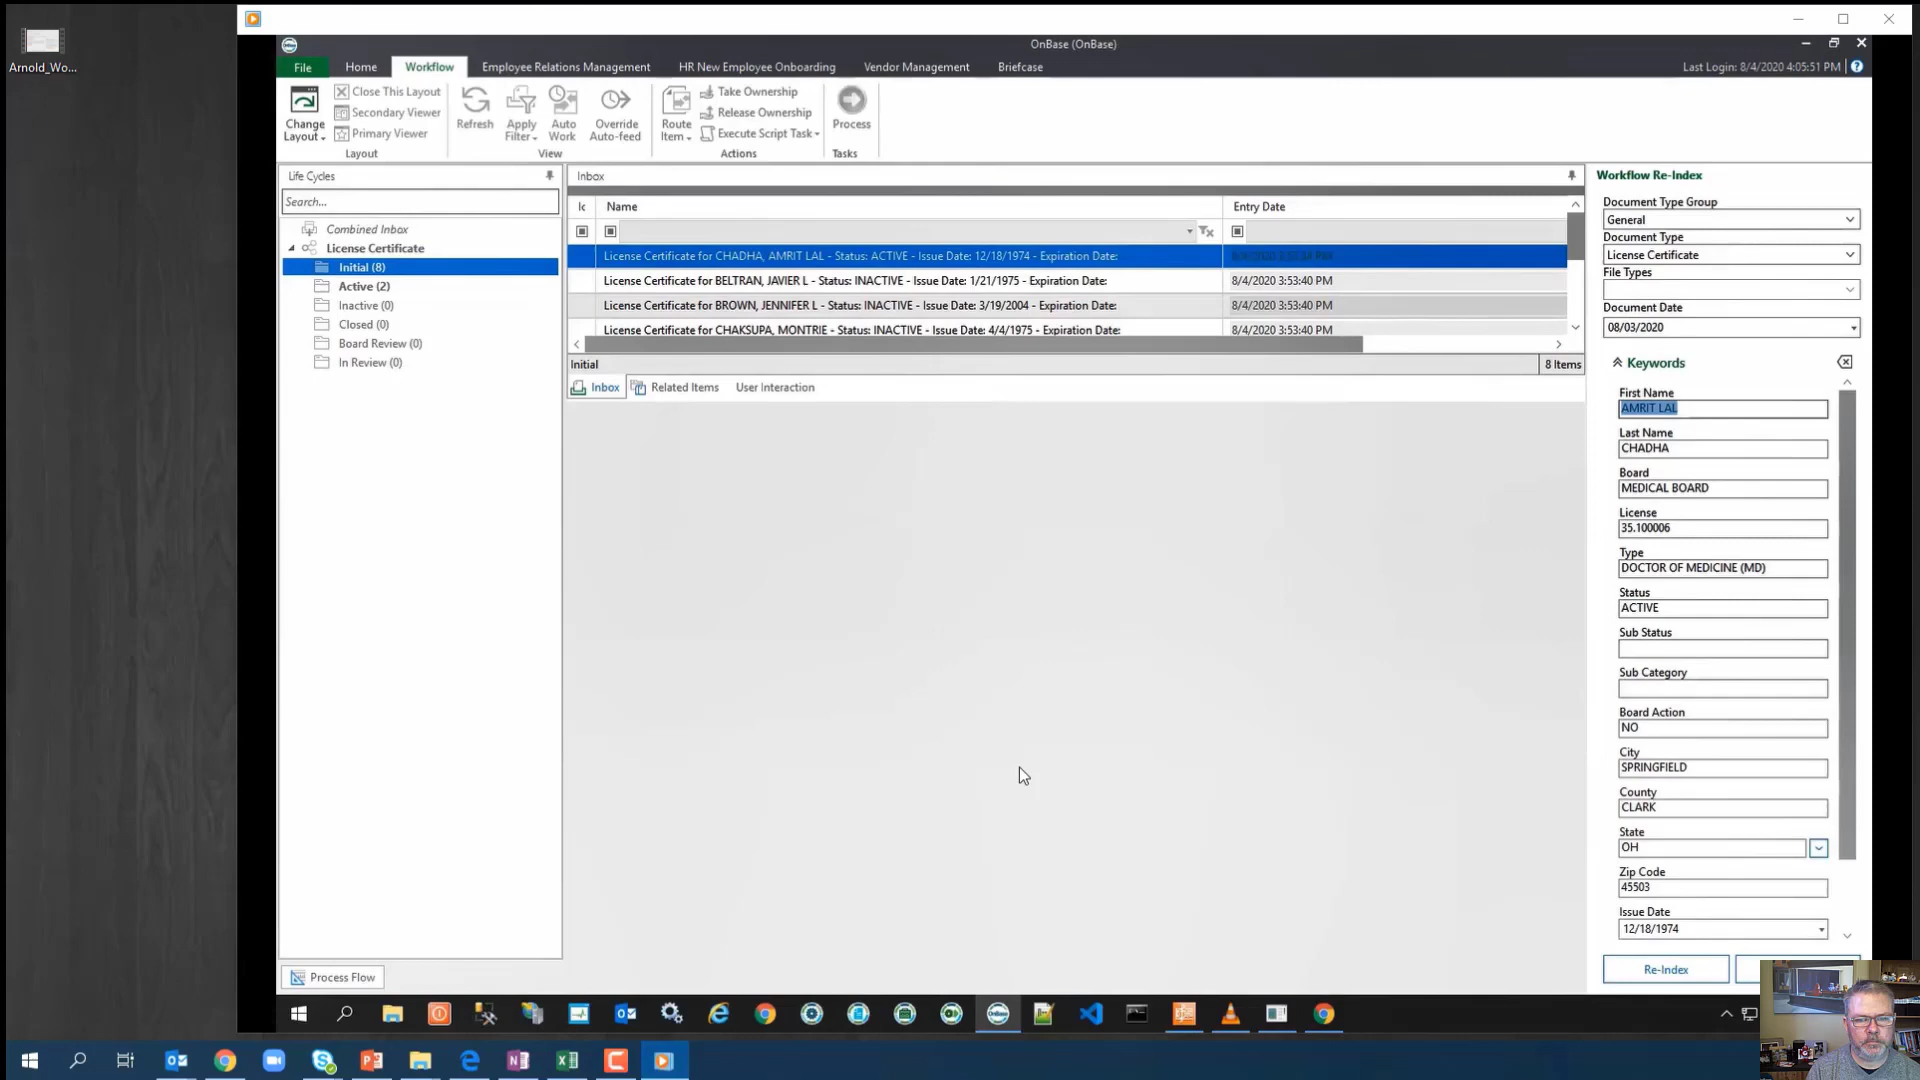 Arnold_Wo...
OnBase (OnBase)
File Home Workflow Employee Relations Management HR New Employee Onboarding Vendor Management Briefcase Last Login: 8/4/2020 4:05:51 PM
Change Layout
Close This Layout
Secondary Viewer
Primary Viewer
Layout
Refresh
Apply Filter
Auto Work
Override Auto-feed
View
Route Item
Take Ownership
Release Ownership
Execute Script Task
Actions
Process
Tasks
Life Cycles
Search...
Combined Inbox
License Certificate
Initial (8)
Active (2)
Inactive (0)
Closed (0)
Board Review (0)
In Review (0)
Process Flow
Inbox
Ic Name Entry Date
License Certificate for CHADHA, AMRIT LAL - Status: ACTIVE - Issue Date: 12/18/1974 - Expiration Date:
License Certificate for BELTRAN, JAVIER L - Status: INACTIVE - Issue Date: 1/21/1975 - Expiration Date: 8/4/2020 3:53:40 PM
License Certificate for BROWN, JENNIFER L - Status: INACTIVE - Issue Date: 3/19/2004 - Expiration Date: 8/4/2020 3:53:40 PM
License Certificate for CHAKSUPA, MONTRIE - Status: INACTIVE - Issue Date: 4/4/1975 - Expiration Date: 8/4/2020 3:53:40 PM
Initial 8 Items
Inbox Related Items User Interaction
Workflow Re-Index
Document Type Group
General
Document Type
License Certificate
File Types
Document Date
08/03/2020
Keywords
First Name
AMRIT LAL
Last Name
CHADHA
Board
MEDICAL BOARD
License
35.100006
Type
DOCTOR OF MEDICINE (MD)
Status
ACTIVE
Sub Status
Sub Category
Board Action
NO
City
SPRINGFIELD
County
CLARK
State
OH
Zip Code
45503
Issue Date
12/18/1974
Re-Index